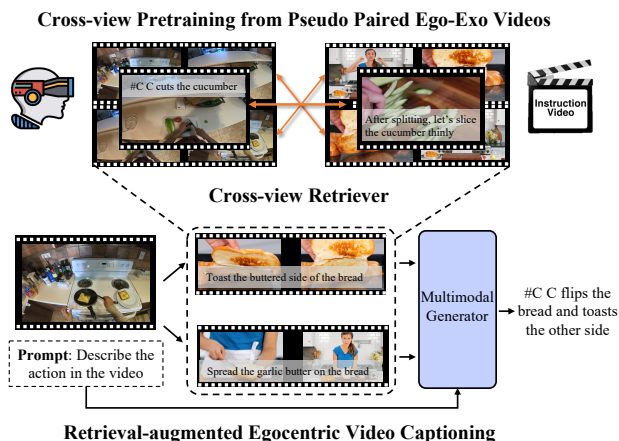 Cross-view Pretraining from Pseudo Paired Ego-Exo Videos
#C C cuts the cucumber
After splitting, let's slice
the cucumber thinly
Instruction
Video
Cross-view Retriever
Toast the buttered side of the bread
Spread the garlic butter on the bread
Multimodal
Generator
#C C flips the
bread and toasts
the other side
Prompt: Describe the
action in the video
Retrieval-augmented Egocentric Video Captioning